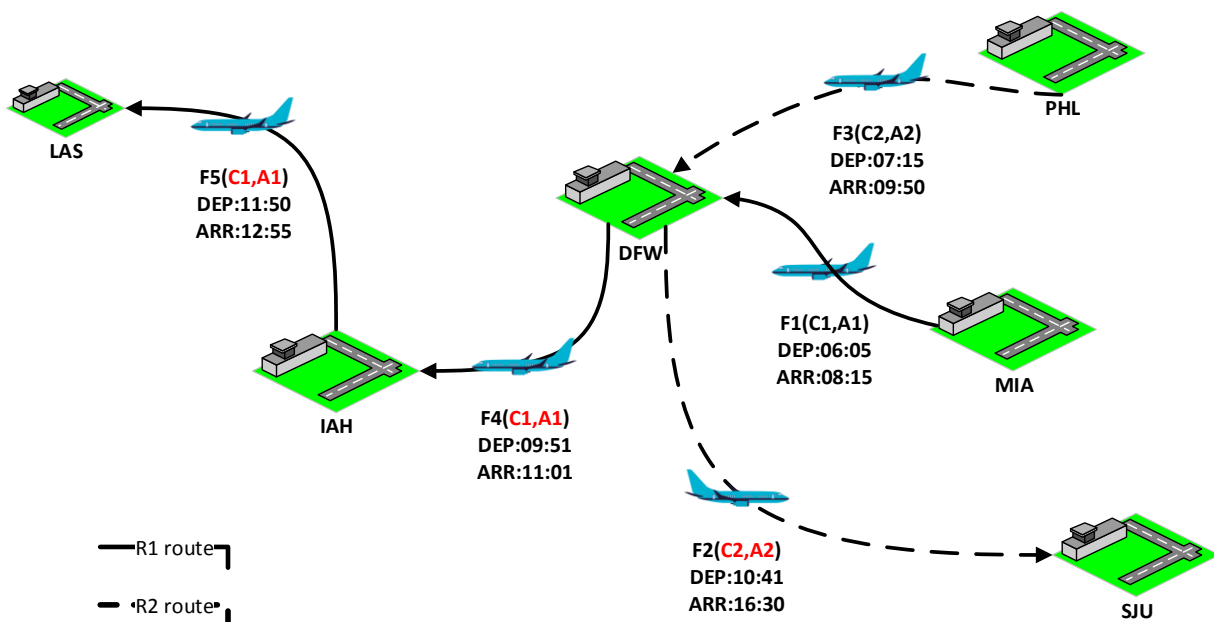 PHL
F3(C2,A2)
DEP:07:15
ARR:09:50
LAS
F5(C1,A1)
DEP:11:50
ARR:12:55
DFW
F1(C1,A1)
DEP:06:05
ARR:08:15
MIA
IAH
F4(C1,A1)
DEP:09:51
ARR:11:01
F2(C2,A2)
DEP:10:41
ARR:16:30
SJU
R1 route
R2 route